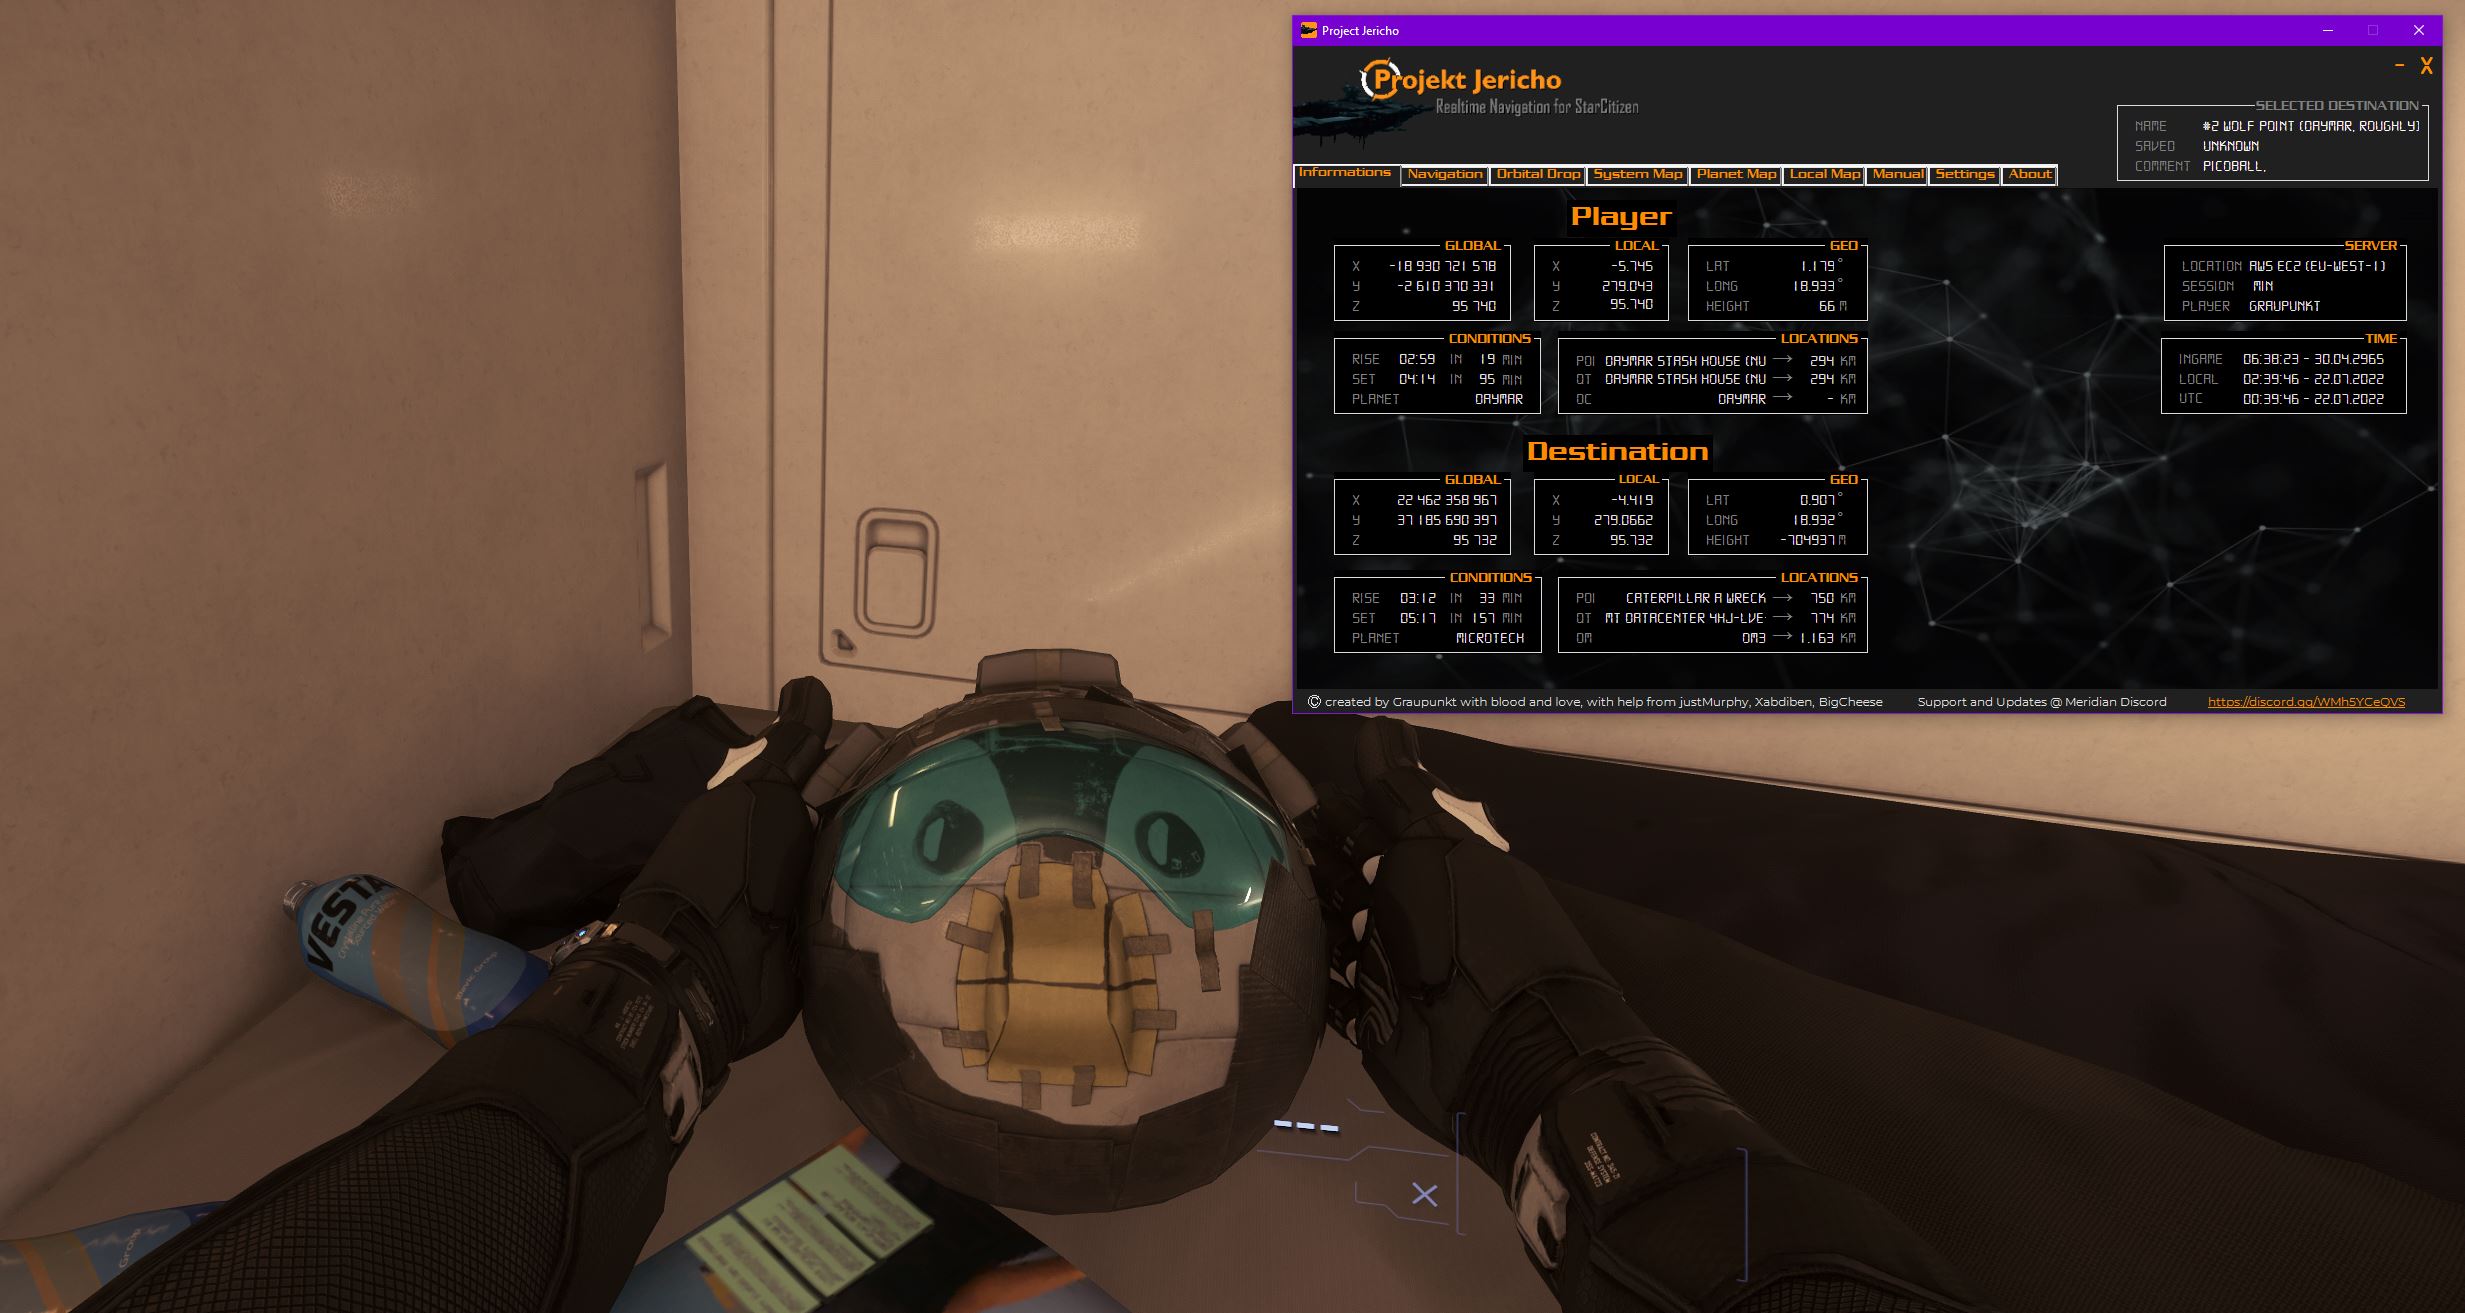 Project Jericho
Projekt Jericho
Realtime Navigation for StarCitizen
SELECTED DESTINATION
NAME #2 WOLF POINT (DAYMAR, ROUGHLY)
SAVED UNKNOWN
COMMENT PICOBALL,
Informations Navigation Orbital Drop System Map Planet Map Local Map Manual Settings About
Player
GLOBAL
X -18 930 721 578
Y -2 610 370 331
Z 95 740
LOCAL
X -5.745
Y 279.043
Z 95.740
GEO
LAT 1.179°
LONG 18.933°
HEIGHT 66 M
SERVER
LOCATION AWS EC2 (EU-WEST-1)
SESSION MIN
PLAYER GRAUPUNKT
CONDITIONS
RISE 02:59 IN 19 MIN
SET 04:14 IN 95 MIN
PLANET DAYMAR
LOCATIONS
POI DAYMAR STASH HOUSE (NU → 294 KM
QT DAYMAR STASH HOUSE (NU → 294 KM
OC DAYMAR → - KM
TIME
INGAME 06:38:23 - 30.04.2965
LOCAL 02:39:46 - 22.07.2022
UTC 00:39:46 - 22.07.2022
Destination
GLOBAL
X 22 462 358 967
Y 37 185 690 397
Z 95 732
LOCAL
X -4.419
Y 279.0662
Z 95.732
GEO
LAT 0.907°
LONG 18.932°
HEIGHT -704937 M
CONDITIONS
RISE 03:12 IN 33 MIN
SET 05:17 IN 157 MIN
PLANET MICROTECH
LOCATIONS
POI CATERPILLAR A WRECK → 750 KM
QT MT DATACENTER 4HJ-LVE- → 774 KM
OM OM3 → 1.163 KM
© created by Graupunkt with blood and love, with help from justMurphy, Xabdiben, BigCheese
Support and Updates @ Meridian Discord
https://discord.gg/WMh5YCeQVS
VESTA
Group